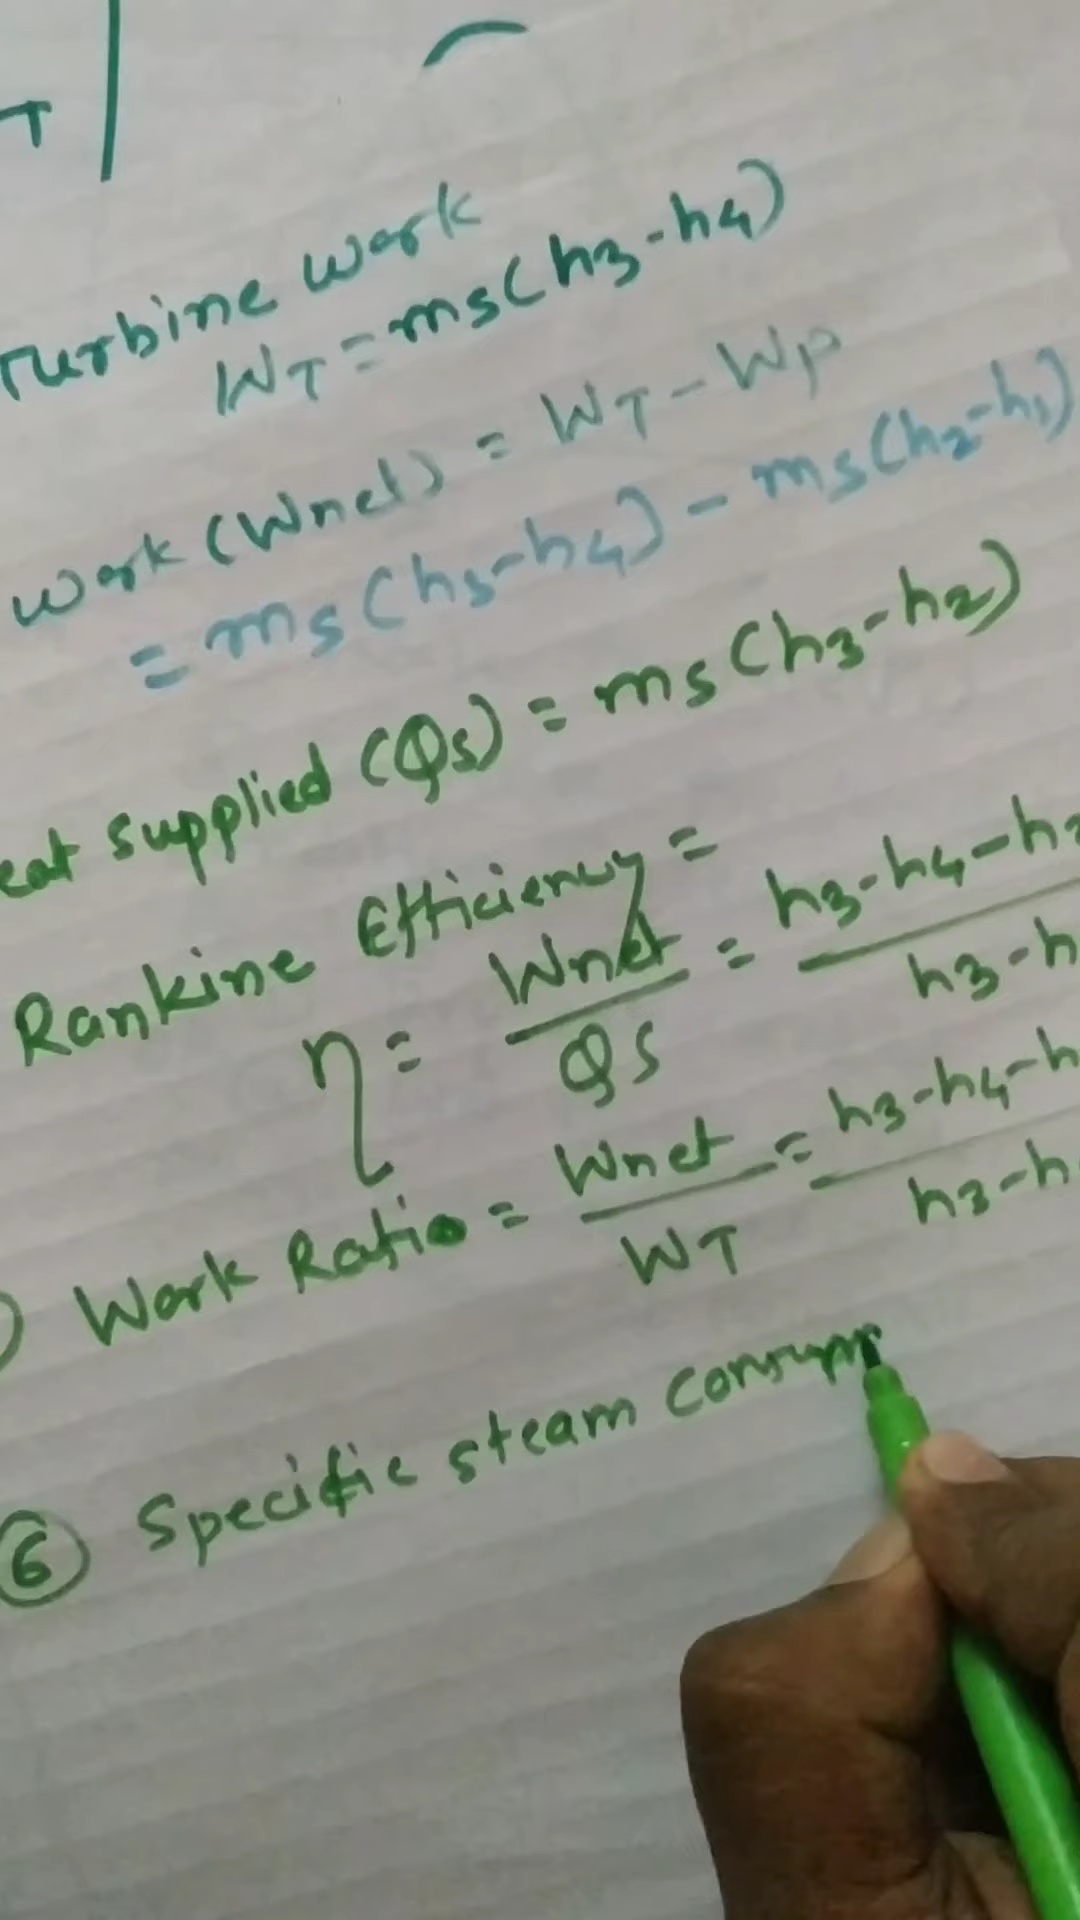 T
Turbine work
WT = ms(h3-h4)
work (Wnet) = WT - WP
= ms(h3-h4) - ms(h2-h1)
eat supplied (Qs) = ms(h3-h2)
Rankine Efficiency =
η = Wnet/Qs = h3-h4-h2/h3-h
) Work Ratio = Wnet/WT = h3-h4-h/h3-h
6 Specific steam consum